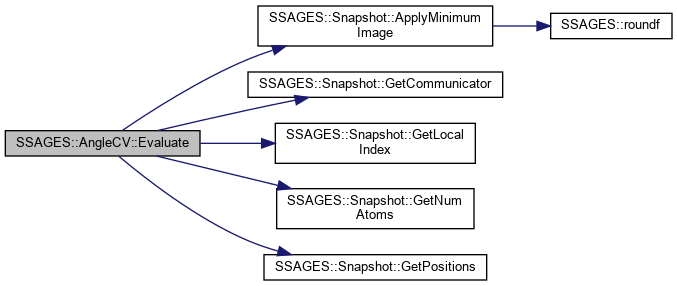 SSAGES::AngleCV::Evaluate
SSAGES::Snapshot::ApplyMinimum
Image
SSAGES::roundf
SSAGES::Snapshot::GetCommunicator
SSAGES::Snapshot::GetLocal
Index
SSAGES::Snapshot::GetNum
Atoms
SSAGES::Snapshot::GetPositions